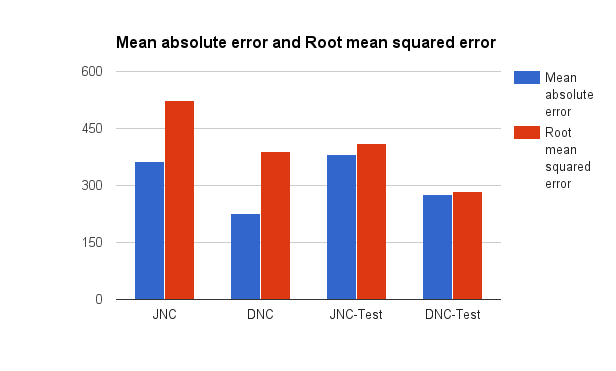 Mean absolute error and Root mean squared error
600
450
300
150
0
JNC
DNC
JNC-Test
DNC-Test
Mean
absolute
error
Root
mean
squared
error